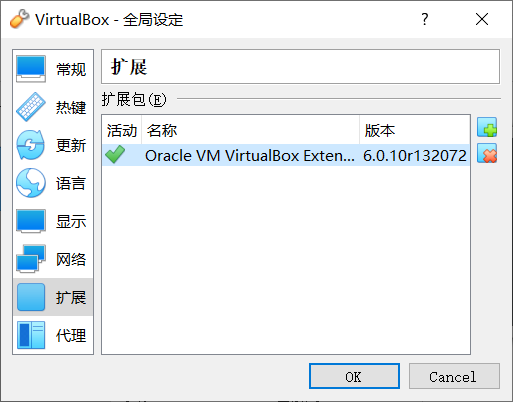 VirtualBox - 全局设定
?
常规
热键
更新
语言
显示
网络
扩展
代理
扩展
扩展包(E)
活动 名称 版本
Oracle VM VirtualBox Exten... 6.0.10r132072
OK Cancel